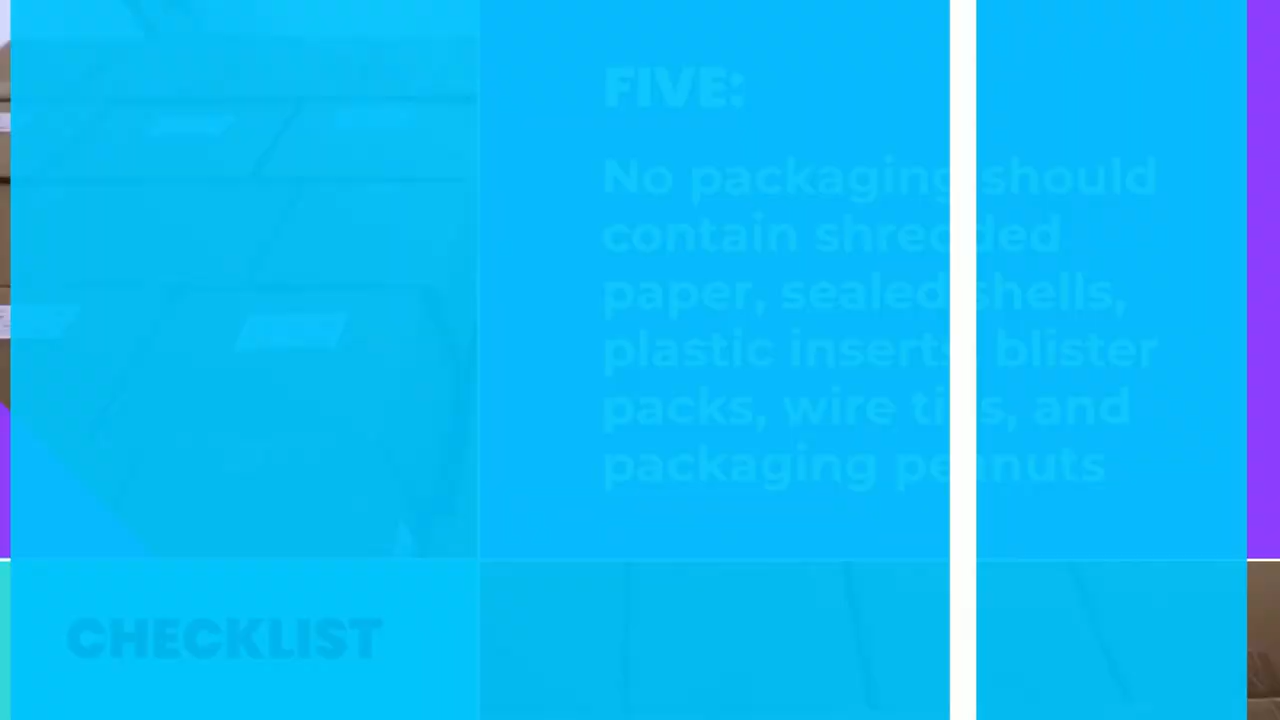 FIVE:
No packaging should
contain shredded
paper, sealed shells,
plastic inserts, blister
packs, wire ties, and
packaging peanuts
CHECKLIST